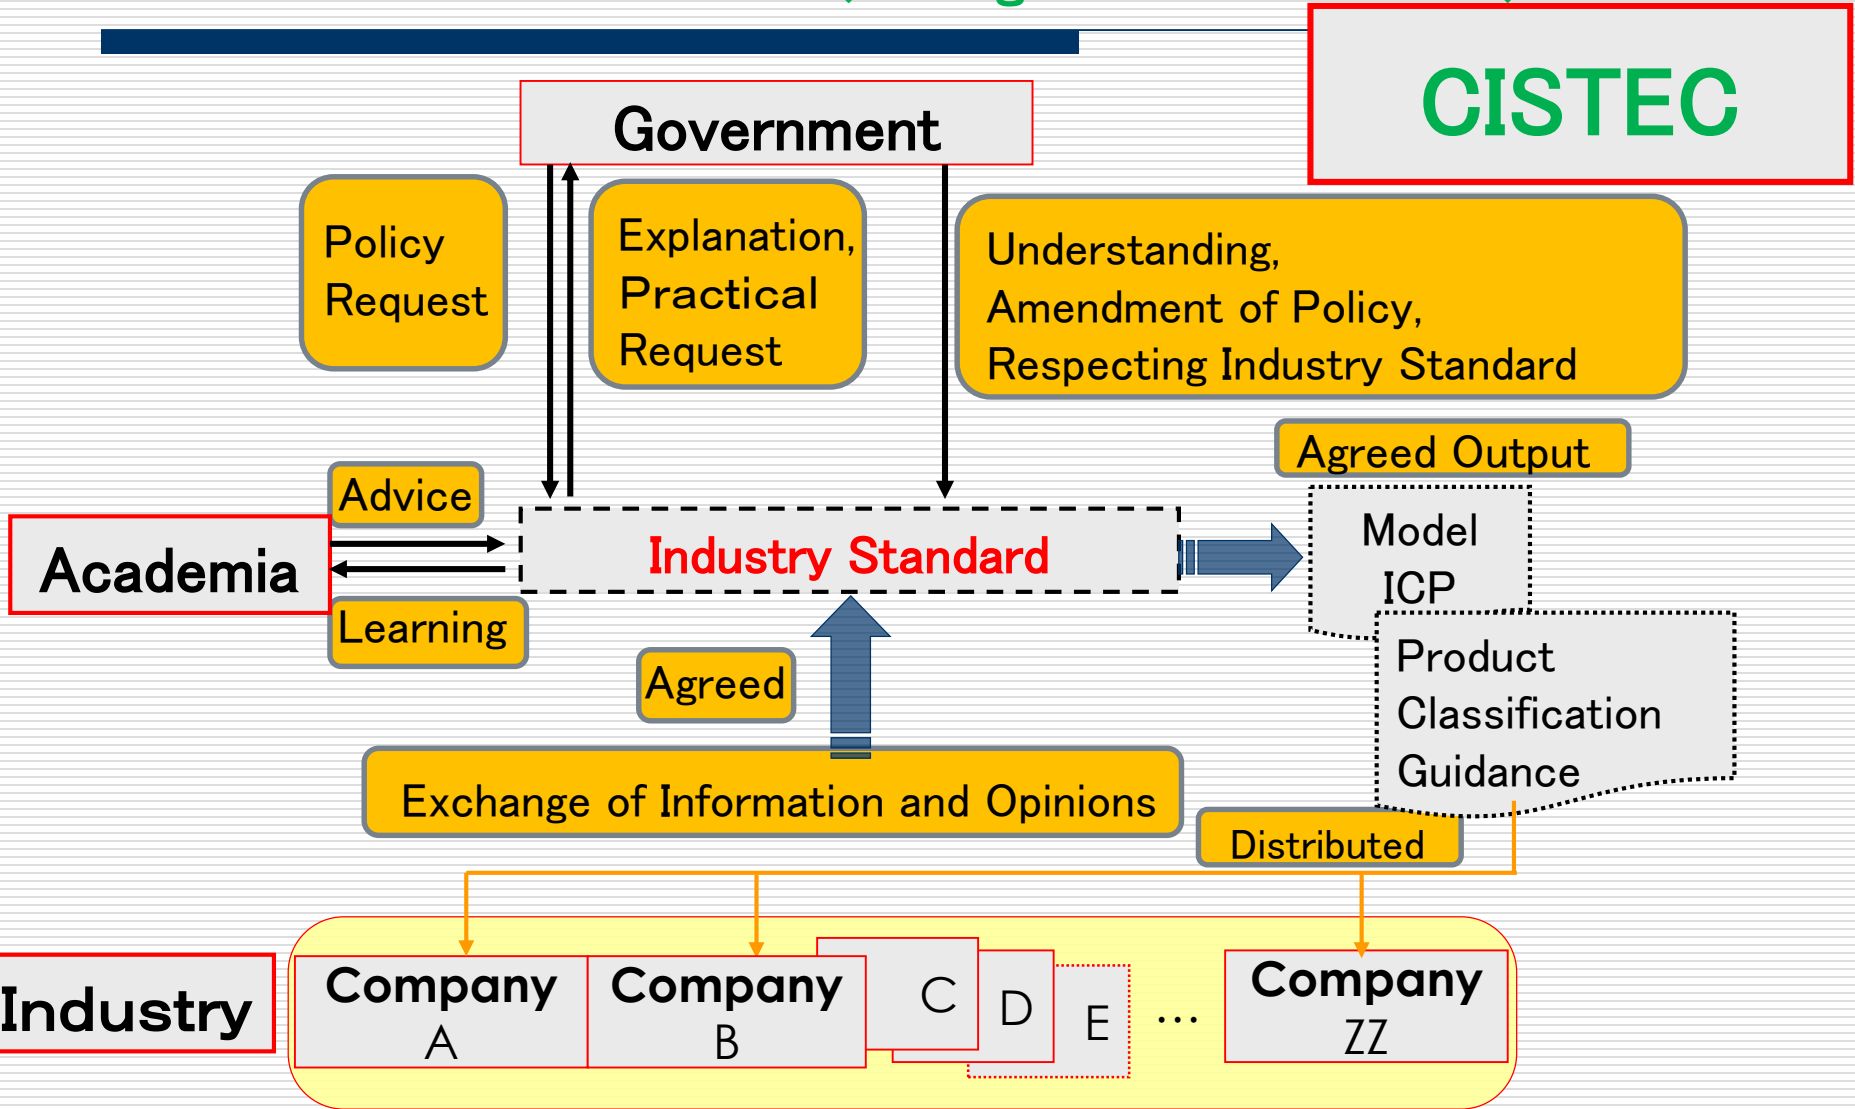 CISTEC
Government
Policy
Request
Explanation,
Practical
Request
Understanding,
Amendment of Policy,
Respecting Industry Standard
Agreed Output
Advice
Academia
Industry Standard
Model
ICP
Learning
Agreed
Product
Classification
Guidance
Exchange of Information and Opinions
Distributed
Industry
Company
A
Company
B
C
D
E
...
Company
ZZ